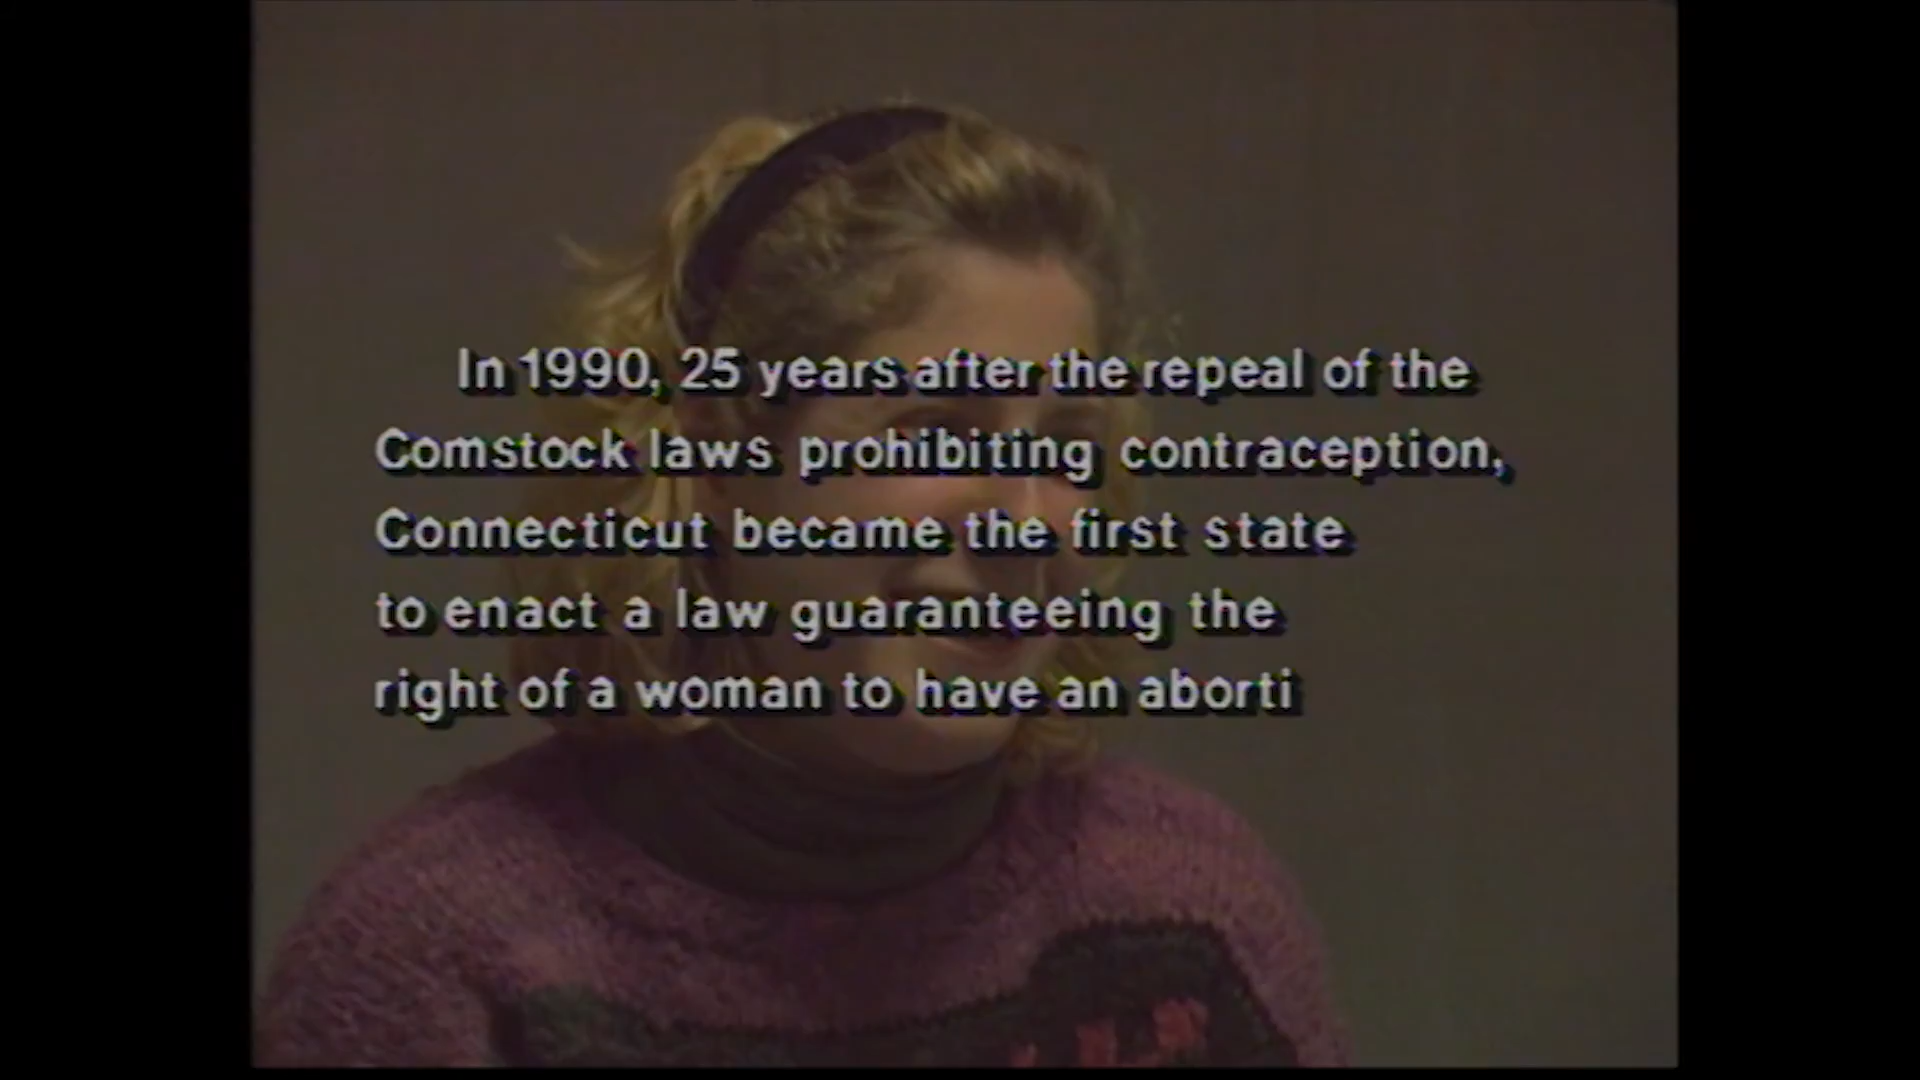 In 1990, 25 years after the repeal of the
Comstock laws prohibiting contraception,
Connecticut became the first state
to enact a law guaranteeing the
right of a woman to have an aborti